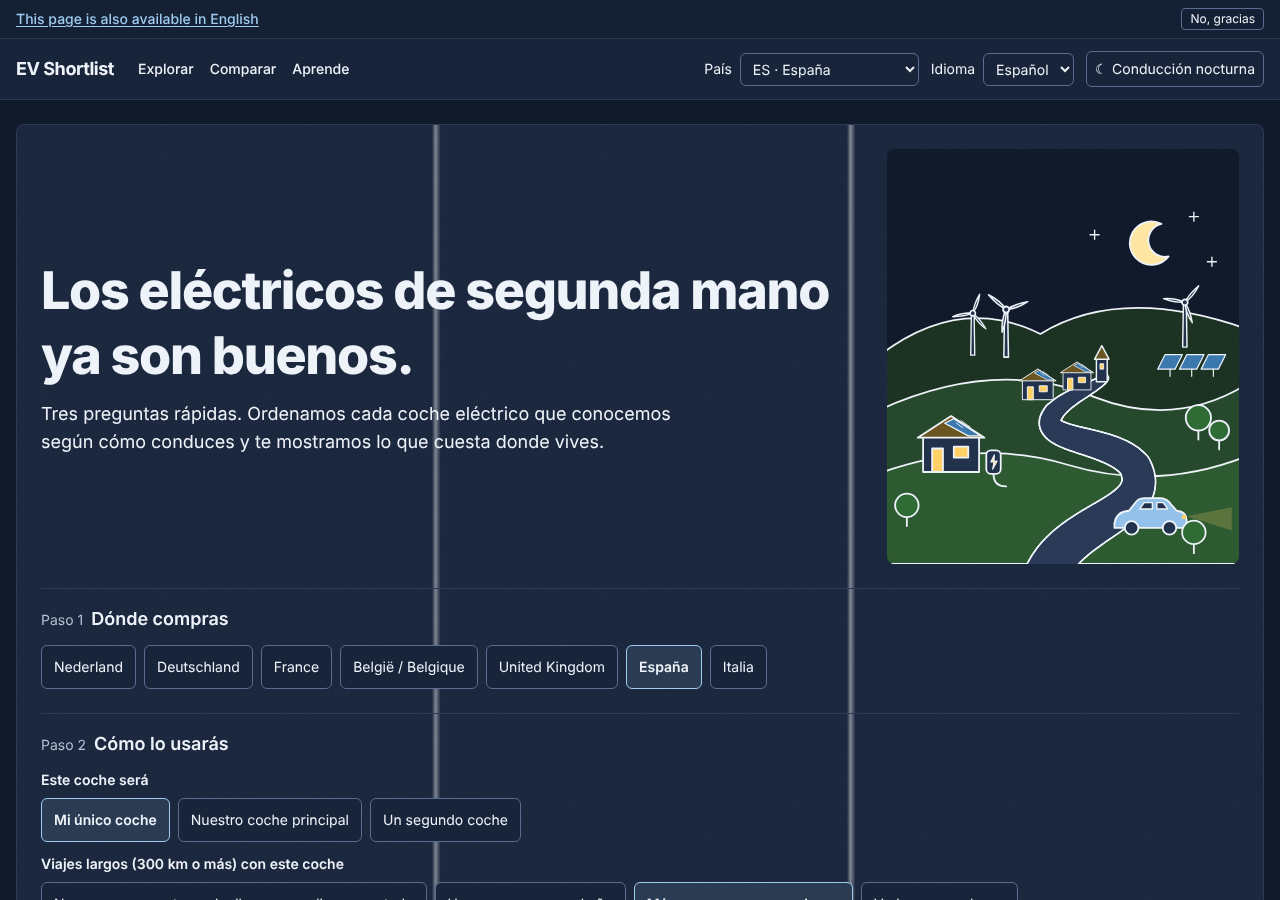 This page is also available in English
No, gracias
EV Shortlist
Explorar
Comparar
Aprende
País
ES · España
Idioma
Español
☾ Conducción nocturna
Los eléctricos de segunda mano
ya son buenos.
Tres preguntas rápidas. Ordenamos cada coche eléctrico que conocemos
según cómo conduces y te mostramos lo que cuesta donde vives.
Paso 1 Dónde compras
Nederland
Deutschland
France
België / Belgique
United Kingdom
España
Italia
Paso 2 Cómo lo usarás
Este coche será
Mi único coche
Nuestro coche principal
Un segundo coche
Viajes largos (300 km o más) con este coche